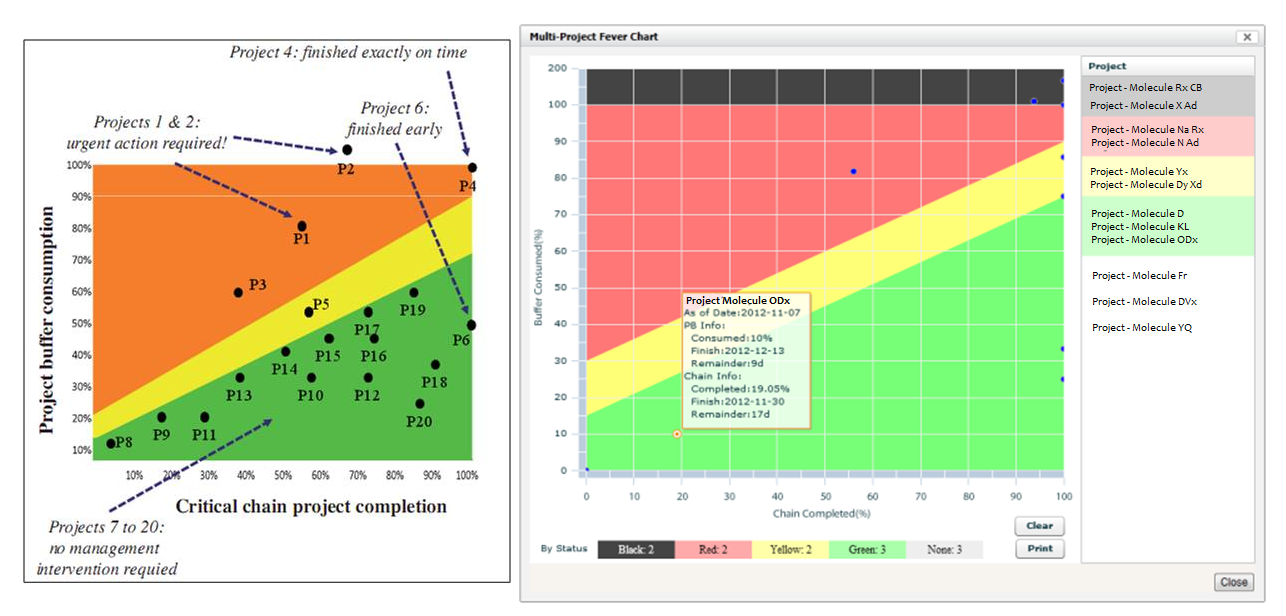 Project 4: finished exactly on time
Project 6:
finished early
Projects 1 & 2:
urgent action required!
P2
P4
P1
P3
P5
P19
P17
P6
P15
P16
P14
P18
P13
P10
P12
P20
P9
P11
P8
100%
90%
80%
70%
60%
50%
40%
30%
20%
10%
Project buffer consumption
10% 20% 30% 40% 50% 60% 70% 80% 90% 100%
Critical chain project completion
Projects 7 to 20:
no management
intervention requied
Multi-Project Fever Chart
200
100
90
80
70
60
50
40
30
20
10
0
Buffer Consumed(%)
Project Molecule ODx
As of Date:2012-11-07
PB Info:
Consumed:10%
Finish:2012-12-13
Remainder:9d
Chain Info:
Completed:19.05%
Finish:2012-11-30
Remainder:17d
0 10 20 30 40 50 60 70 80 90 100
Chain Completed(%)
By Status Black: 2 Red: 2 Yellow: 2 Green: 3 None: 3
Clear
Print
Project
Project - Molecule Rx CB
Project - Molecule X Ad
Project - Molecule Na Rx
Project - Molecule N Ad
Project - Molecule Yx
Project - Molecule Dy Xd
Project - Molecule D
Project - Molecule KL
Project - Molecule ODx
Project - Molecule Fr
Project - Molecule DVx
Project - Molecule YQ
Close